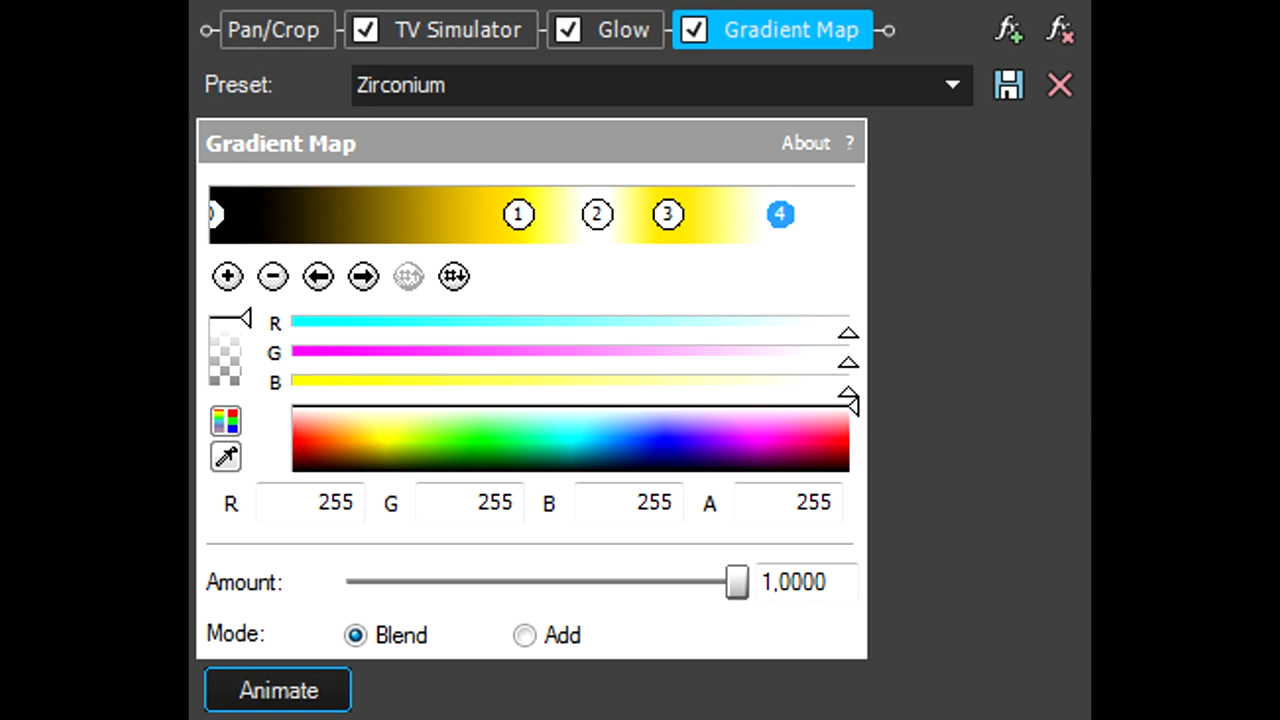 Pan/Crop TV Simulator Glow Gradient Map
Preset: Zirconium
Gradient Map About ?
1 2 3 4
R
G
B
R 255 G 255 B 255 A 255
Amount: 1,0000
Mode: Blend Add
Animate